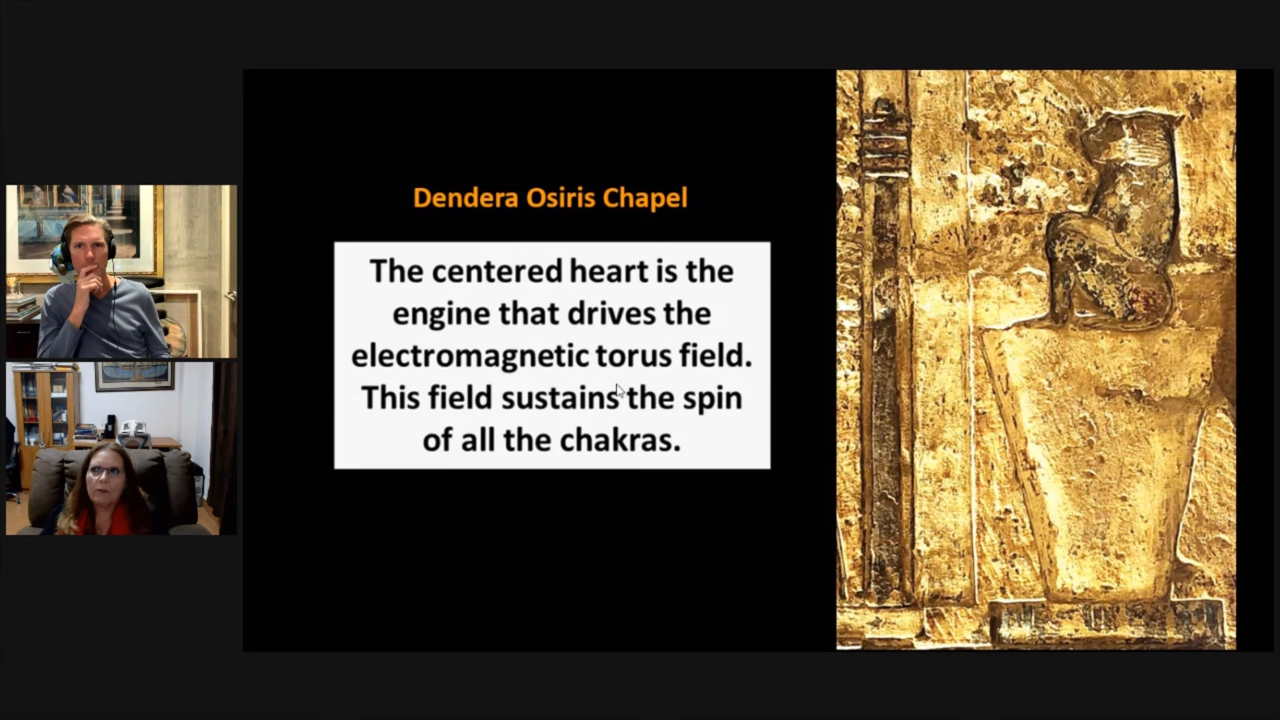 Dendera Osiris Chapel
The centered heart is the
engine that drives the
electromagnetic torus field.
This field sustains the spin
of all the chakras.